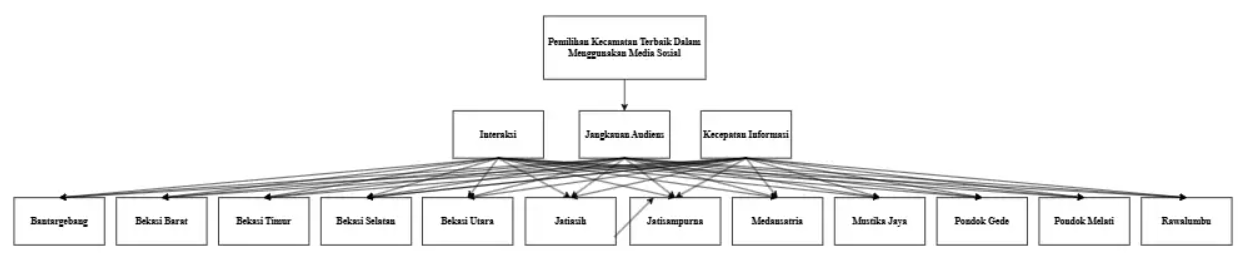 Pemilihan Kecamatan Terbaik Dalam
Menggunakan Media Sosial
Interaksi
Jangkauan Audiens
Kecepatan Informasi
Bantargebang
Bekasi Barat
Bekasi Timur
Bekasi Selatan
Bekasi Utara
Jatiasih
Jatisampurna
Medansatria
Mustika Jaya
Pondok Gede
Pondok Melati
Rawalumbu